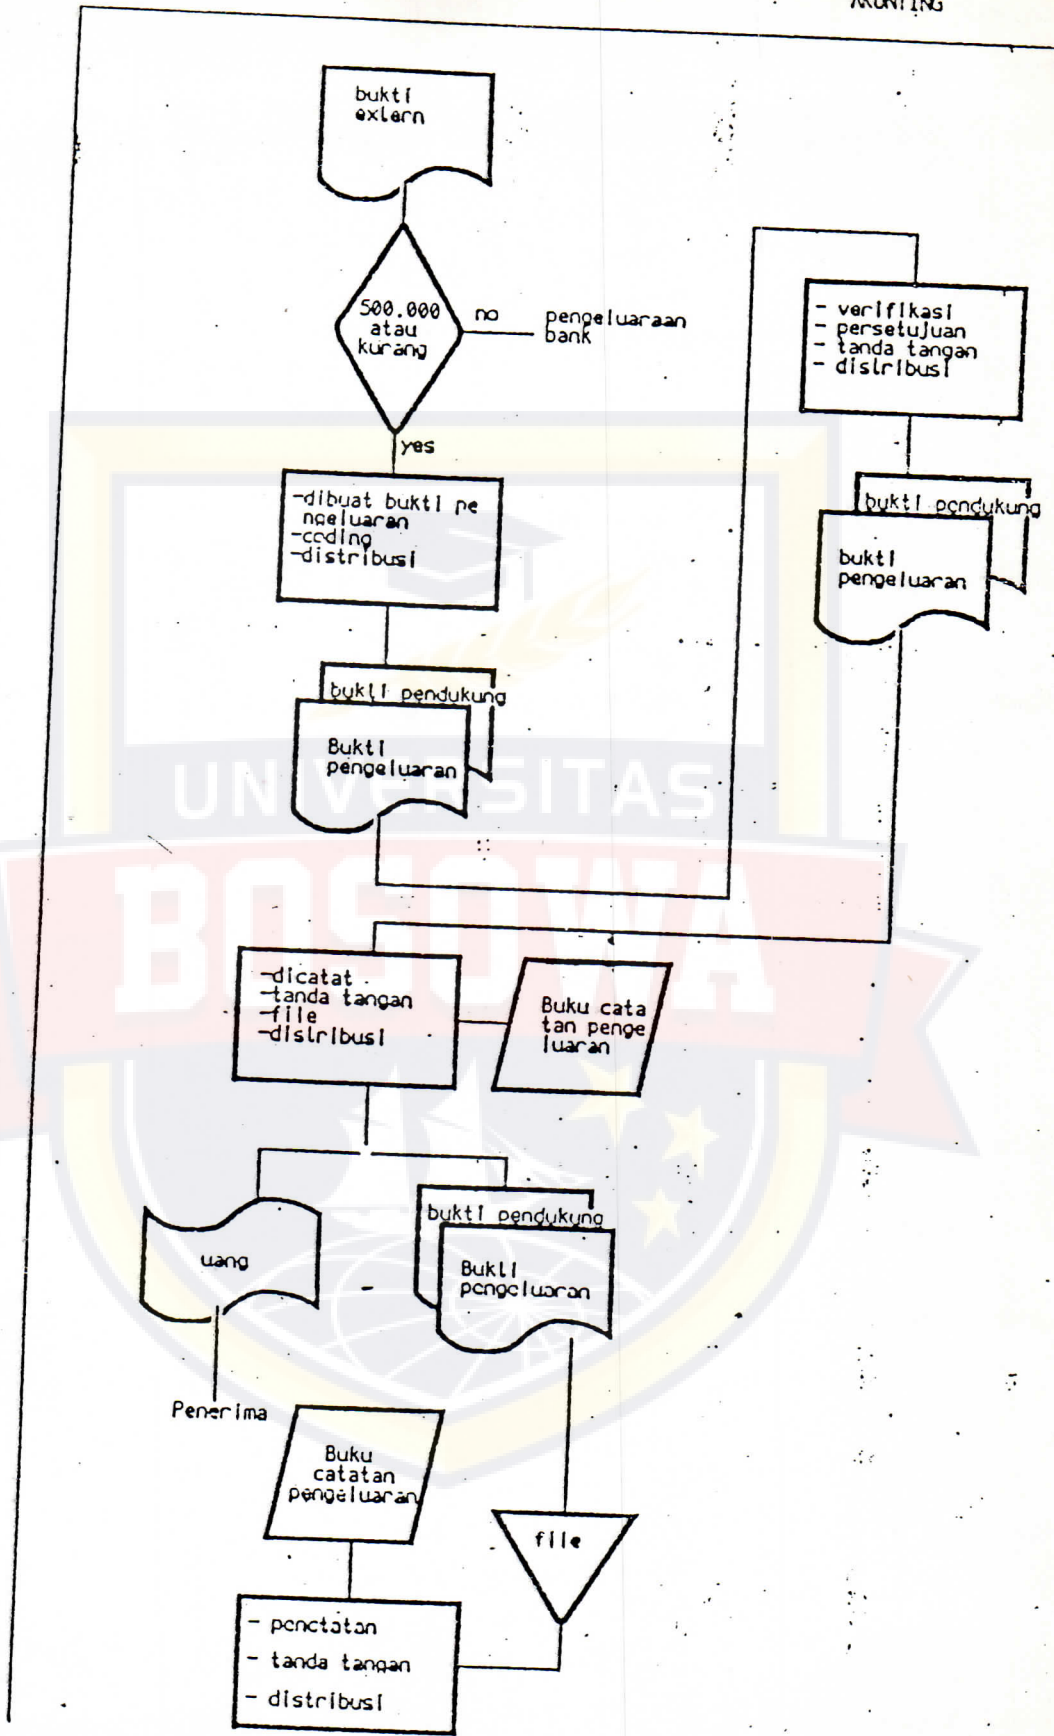 AKUNTING
bukti
extern
500.000
atau
kurang
no
pengeluaraan
bank
yes
- verifikasi
- persetujuan
- tanda tangan
- distribusi
bukti pendukung
bukti
pengeluaran
-dibuat bukti pe
ngeluaran
-coding
-distribusi
bukti pendukung
Bukti
pengeluaran
UNIVERSITAS
BOSOWA
-dicatat
-tanda tangan
-file
-distribusi
Buku cata
tan penge
luaran
uang
Penerima
bukti pendukung
Bukti
pengeluaran
Buku
catatan
pengeluaran
file
- penctatan
- tanda tangan
- distribusi